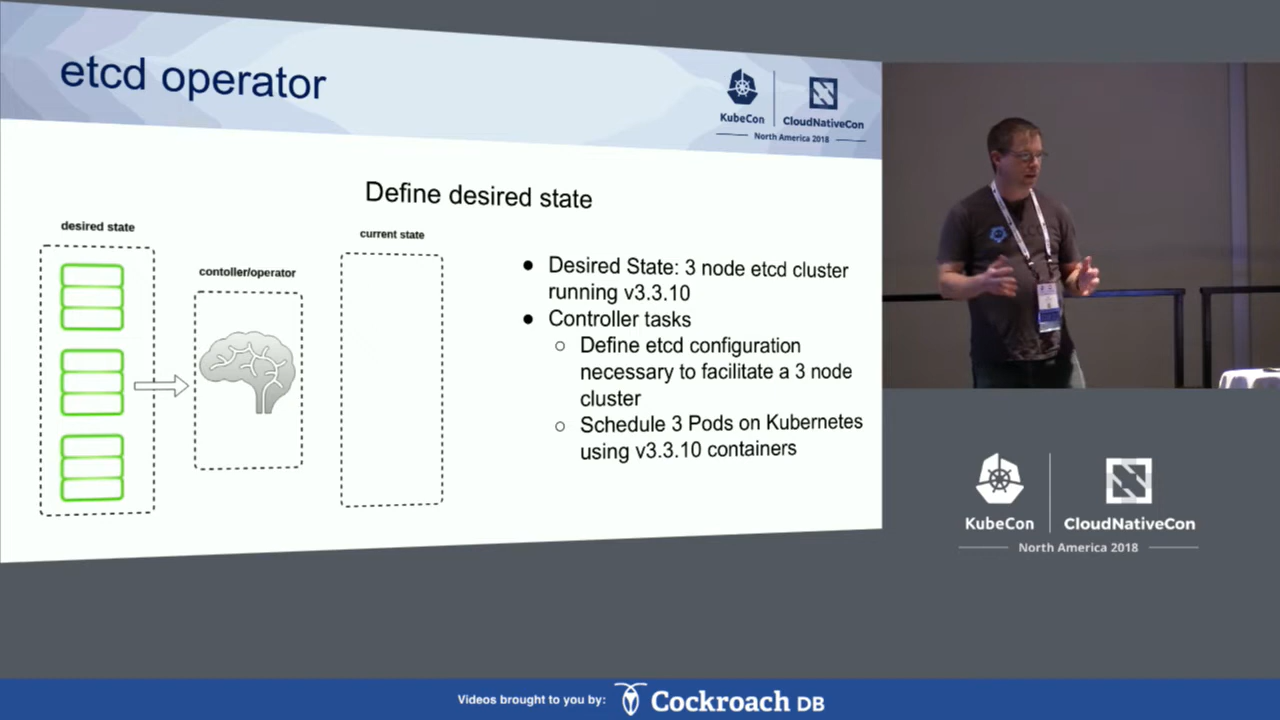 etcd operator
KubeCon
CloudNativeCon
North America 2018
Define desired state
desired state
contoller/operator
current state
● Desired State: 3 node etcd cluster
running v3.3.10
● Controller tasks
○ Define etcd configuration
necessary to facilitate a 3 node
cluster
○ Schedule 3 Pods on Kubernetes
using v3.3.10 containers
KubeCon
CloudNativeCon
North America 2018
Videos brought to you by: Cockroach DB